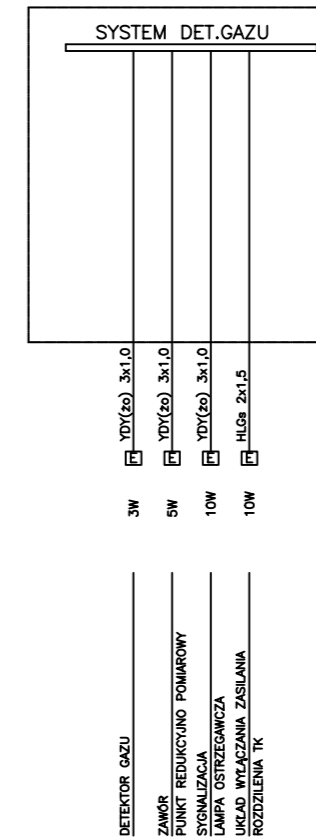 SYSTEM DET.GAZU
YDY(żo) 3x1,0
YDY(żo) 3x1,0
YDY(żo) 3x1,0
HLGs 2x1,5
E
E
E
E
3W
5W
10W
10W
DETEKTOR GAZU
ZAWÓR
PUNKT REDUKCYJNO POMIAROWY
SYGNALIZACJA
LAMPA OSTRZEGAWCZA
UKŁAD WYŁĄCZANIA ZASILANIA
ROZDZILENIA TK